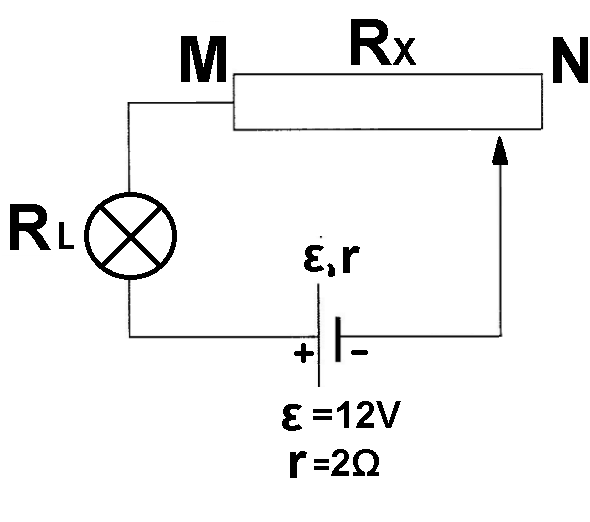 M Rx N
RL
ε,r
+ -
ε =12V
r =2Ω